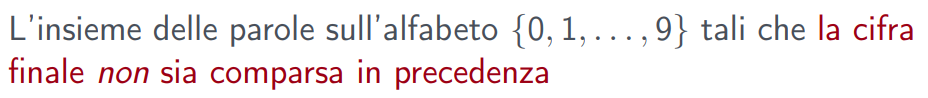 L'insieme delle parole sull'alfabeto {0, 1, . . . , 9} tali che la cifra
finale non sia comparsa in precedenza